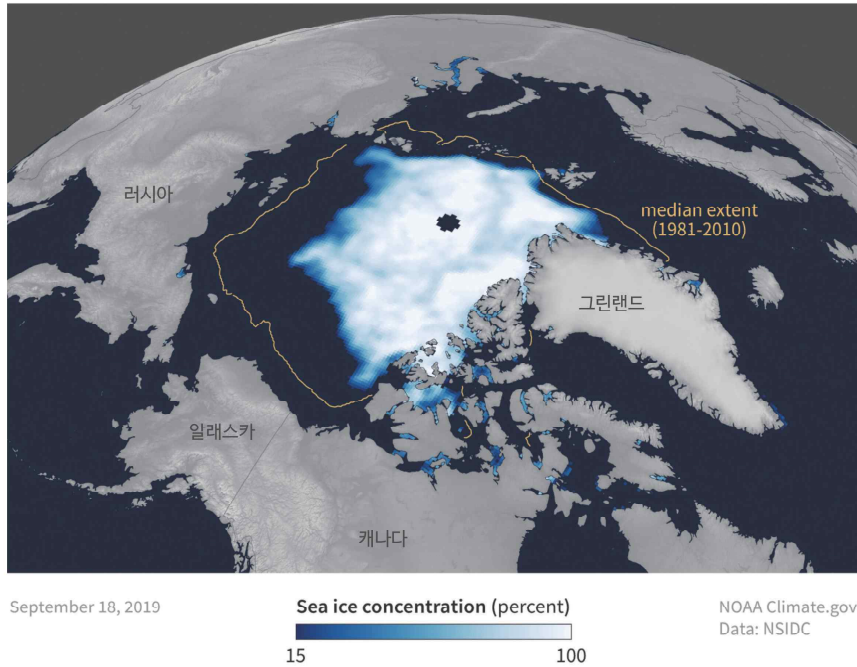 러시아
median extent
(1981-2010)
그린랜드
일래스카
캐나다
September 18, 2019
Sea ice concentration (percent)
15
100
NOAA Climate.gov
Data: NSIDC